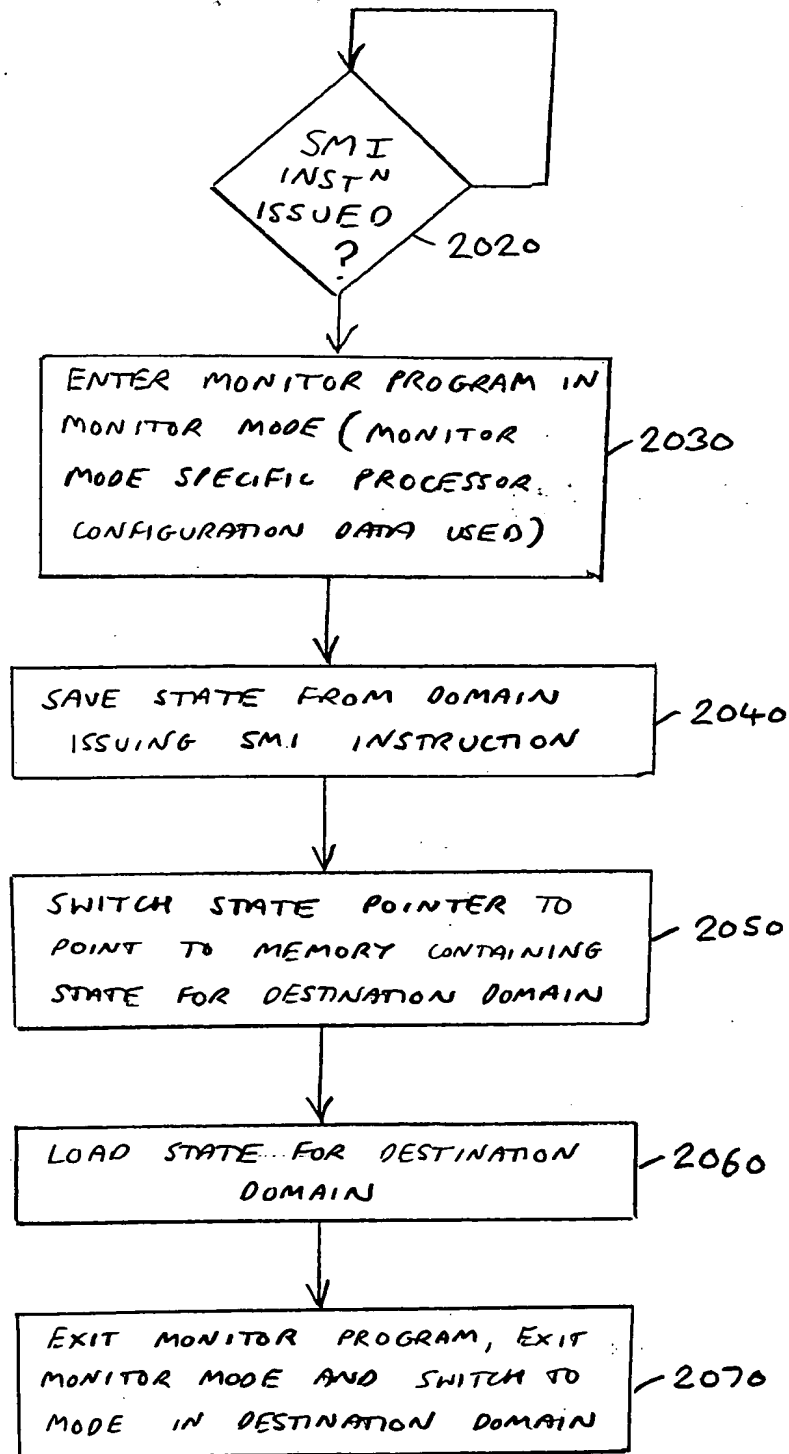 SMI
INSTN
ISSUED
?
2020
ENTER MONITOR PROGRAM IN
MONITOR MODE (MONITOR
MODE SPECIFIC PROCESSOR
CONFIGURATION DATA USED)
2030
SAVE STATE FROM DOMAIN
ISSUING SMI INSTRUCTION
2040
SWITCH STATE POINTER TO
POINT TO MEMORY CONTAINING
STATE FOR DESTINATION DOMAIN
2050
LOAD STATE FOR DESTINATION
DOMAIN
2060
EXIT MONITOR PROGRAM, EXIT
MONITOR MODE AND SWITCH TO
MODE IN DESTINATION DOMAIN
2070